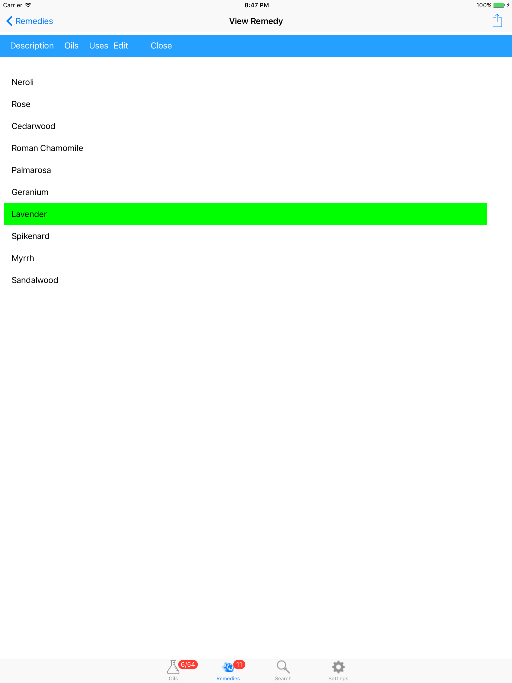 Carrier 8:47 PM 100%
Remedies View Remedy
Description Oils Uses Edit Close
Neroli
Rose
Cedarwood
Roman Chamomile
Palmarosa
Geranium
Lavender
Spikenard
Myrrh
Sandalwood
6/54 11
Oils Remedies Search Settings